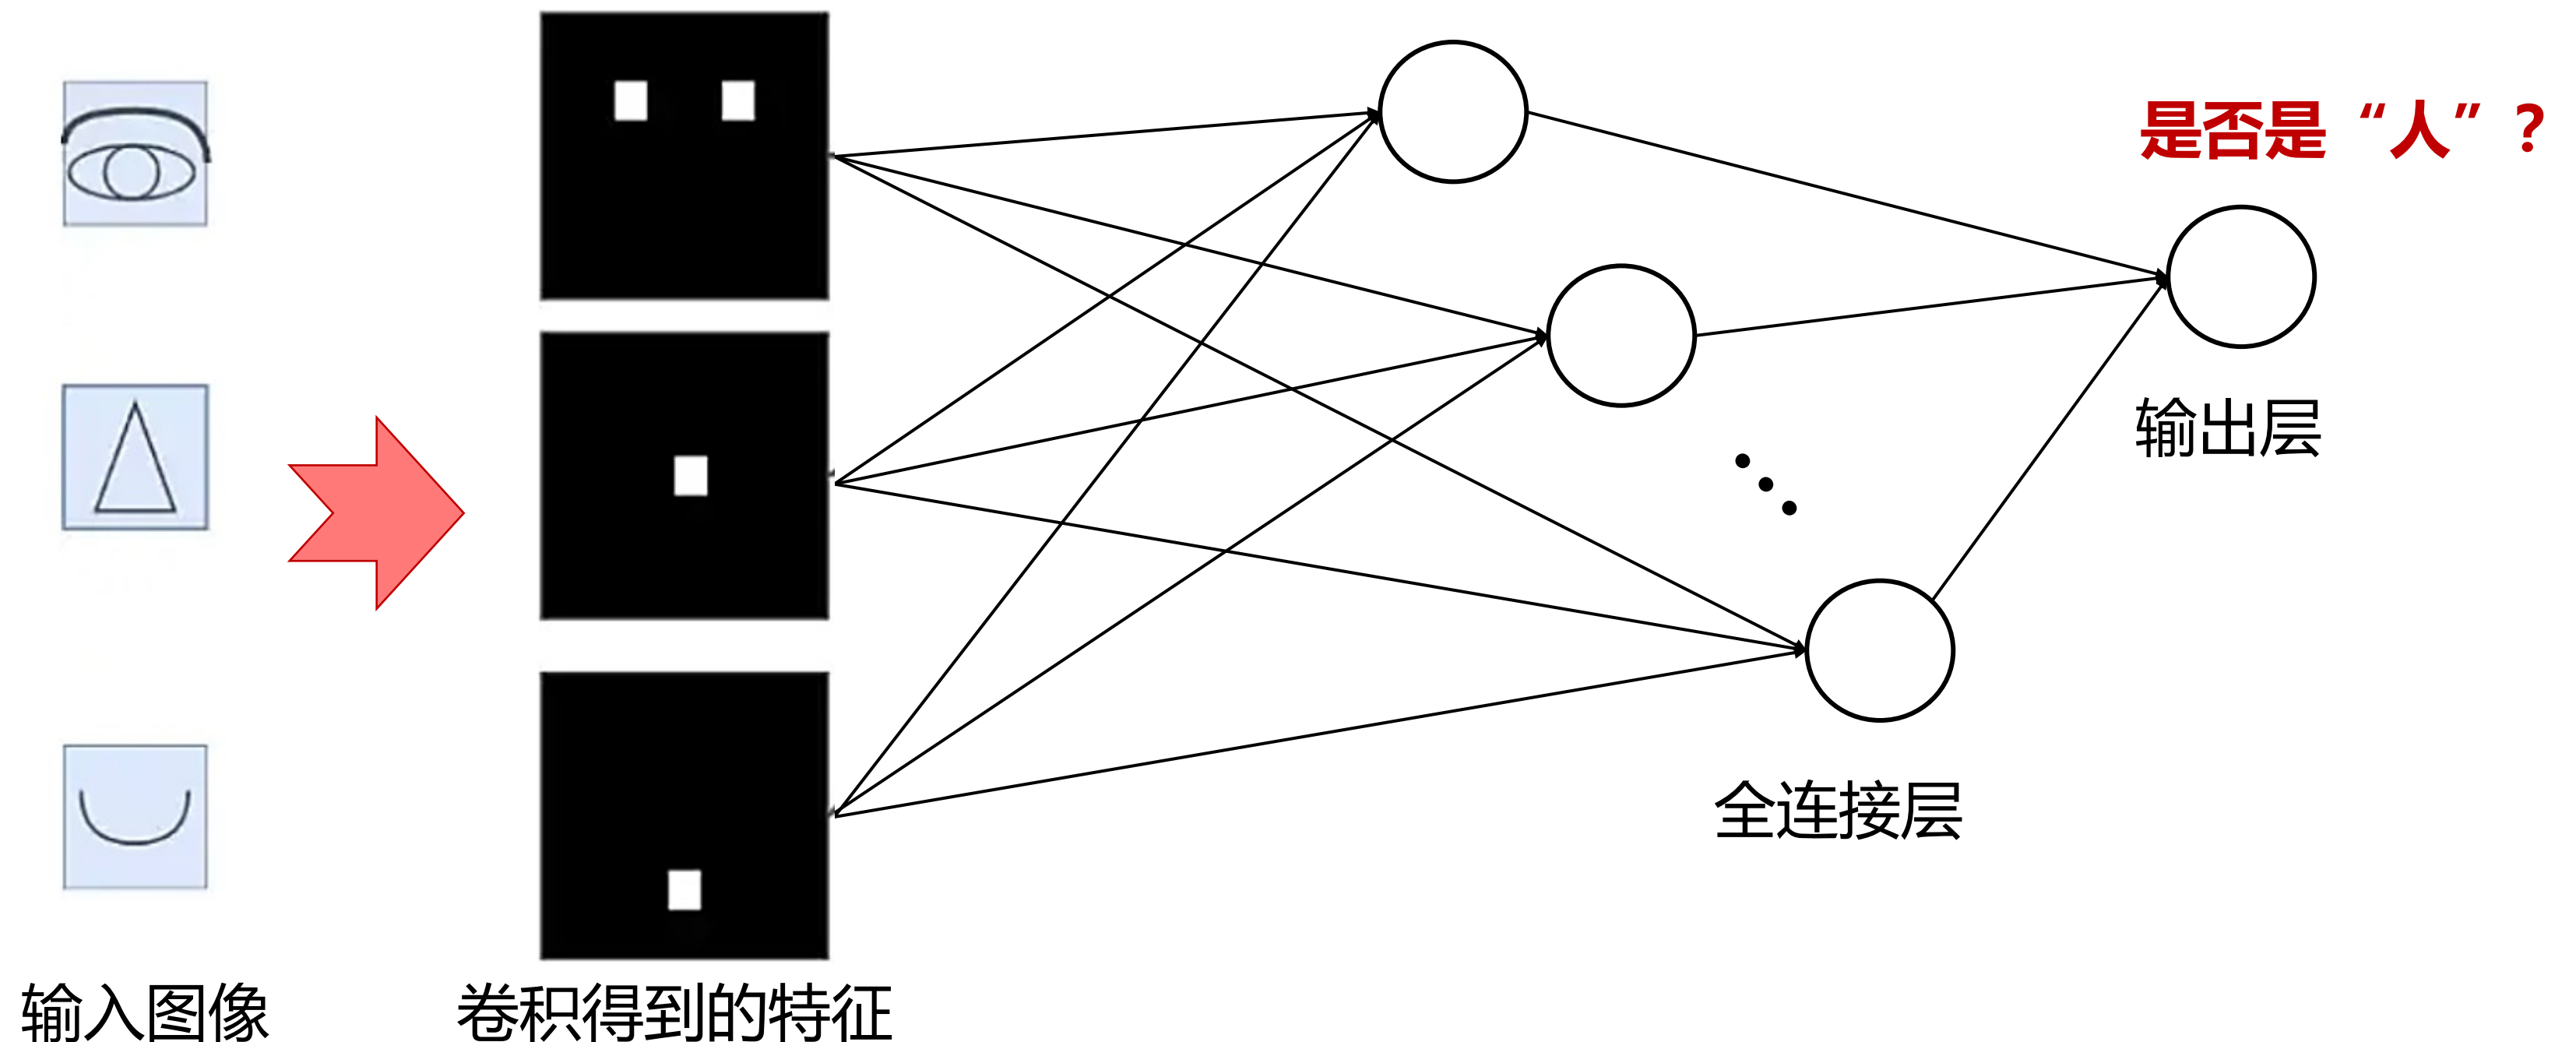 是否是“人”?
输出层
全连接层
输入图像
卷积得到的特征